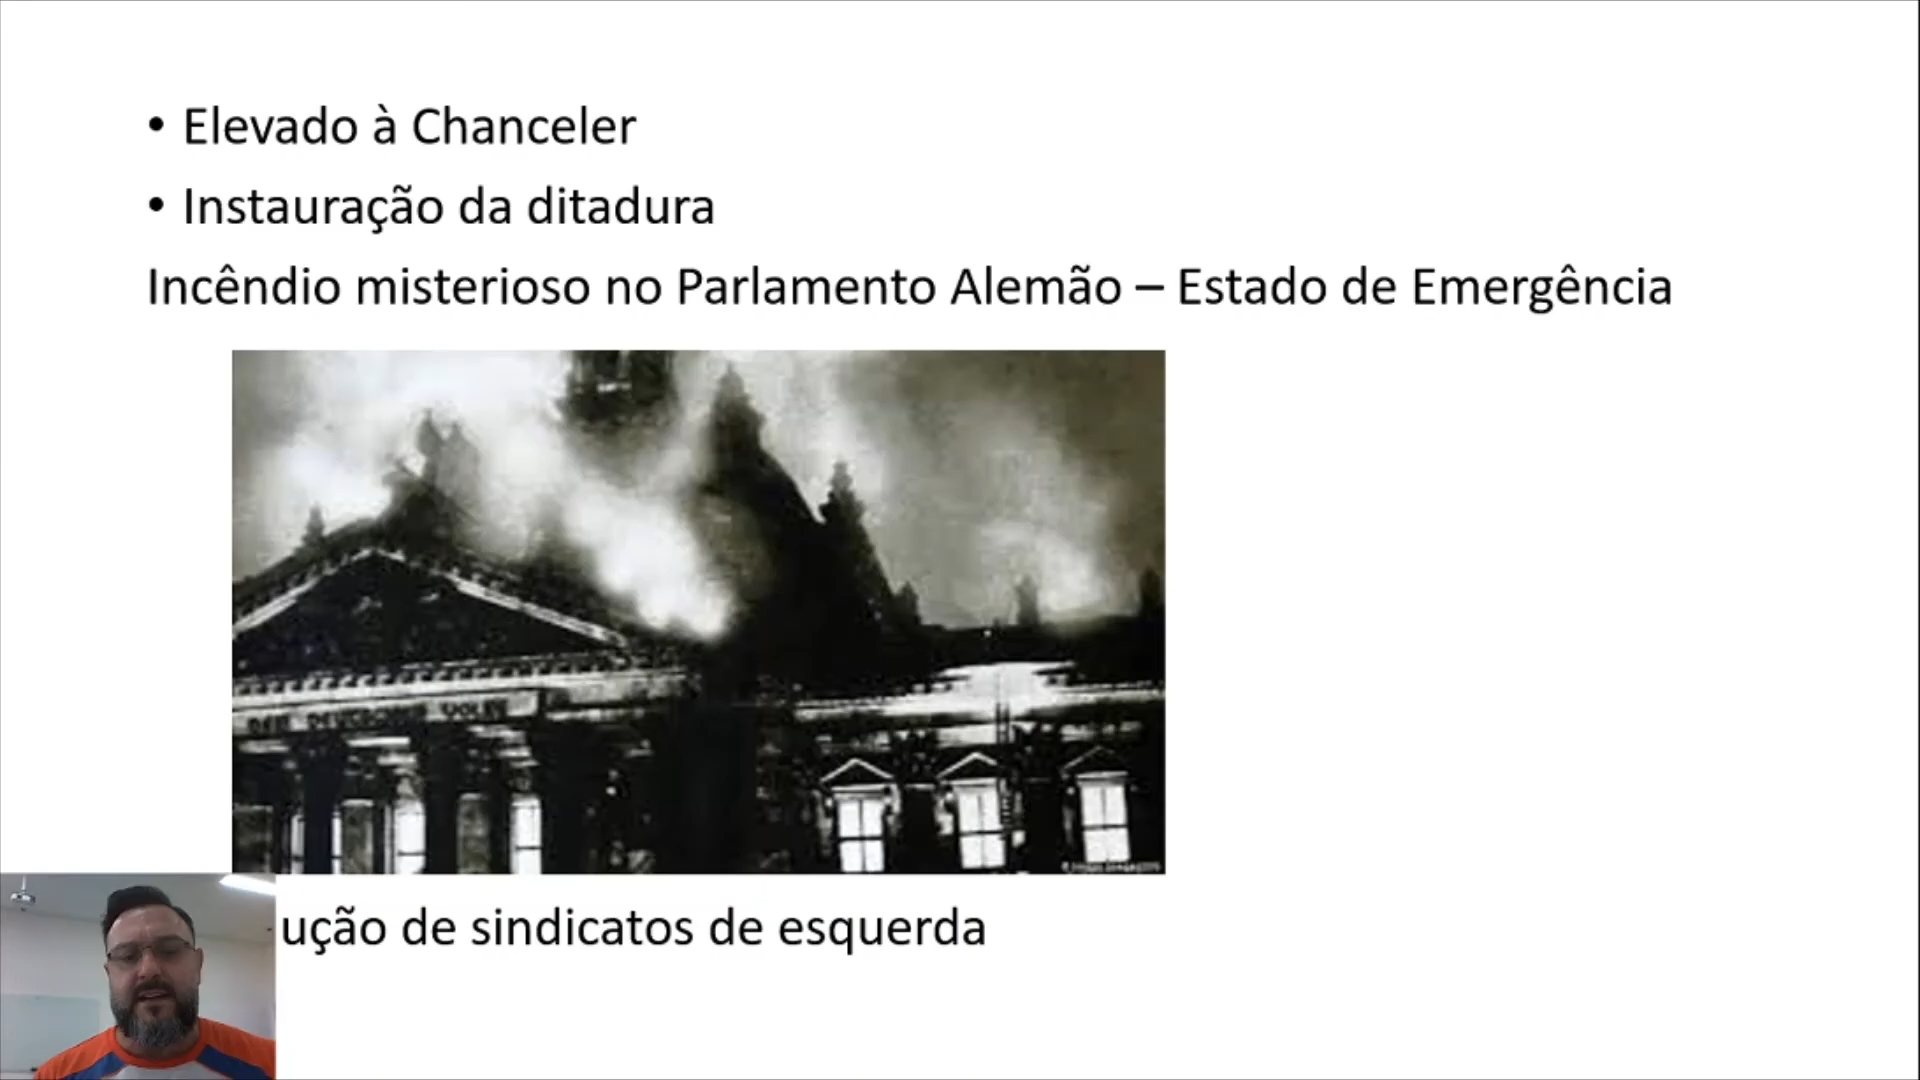 • Elevado à Chanceler
• Instauração da ditadura
Incêndio misterioso no Parlamento Alemão – Estado de Emergência
ução de sindicatos de esquerda